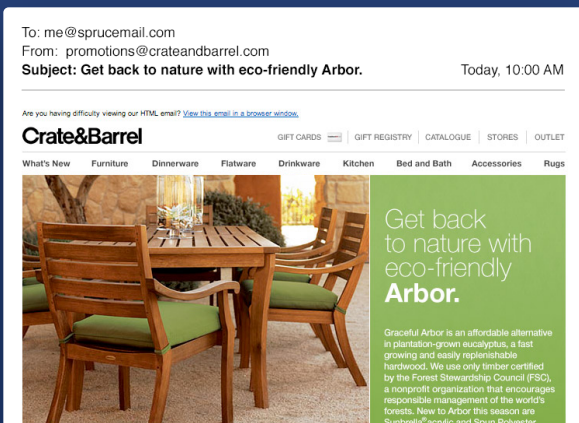 To: me@sprucemail.com
From: promotions@crateandbarrel.com
Subject: Get back to nature with eco-friendly Arbor. Today, 10:00 AM
Are you having difficulty viewing our HTML email? View this email in a browser window.
Crate&Barrel
GIFT CARDS GIFT REGISTRY CATALOGUE STORES OUTLET
What's New Furniture Dinnerware Flatware Drinkware Kitchen Bed and Bath Accessories Rugs
Get back
to nature with
eco-friendly
Arbor.
Graceful Arbor is an affordable alternative
in plantation-grown eucalyptus, a fast
growing and easily replenishable
hardwood. We use only timber certified
by the Forest Stewardship Council (FSC),
a nonprofit organization that encourages
responsible management of the world's
forests. New to Arbor this season are
Sunbrella® acrylic and Spun Polyester